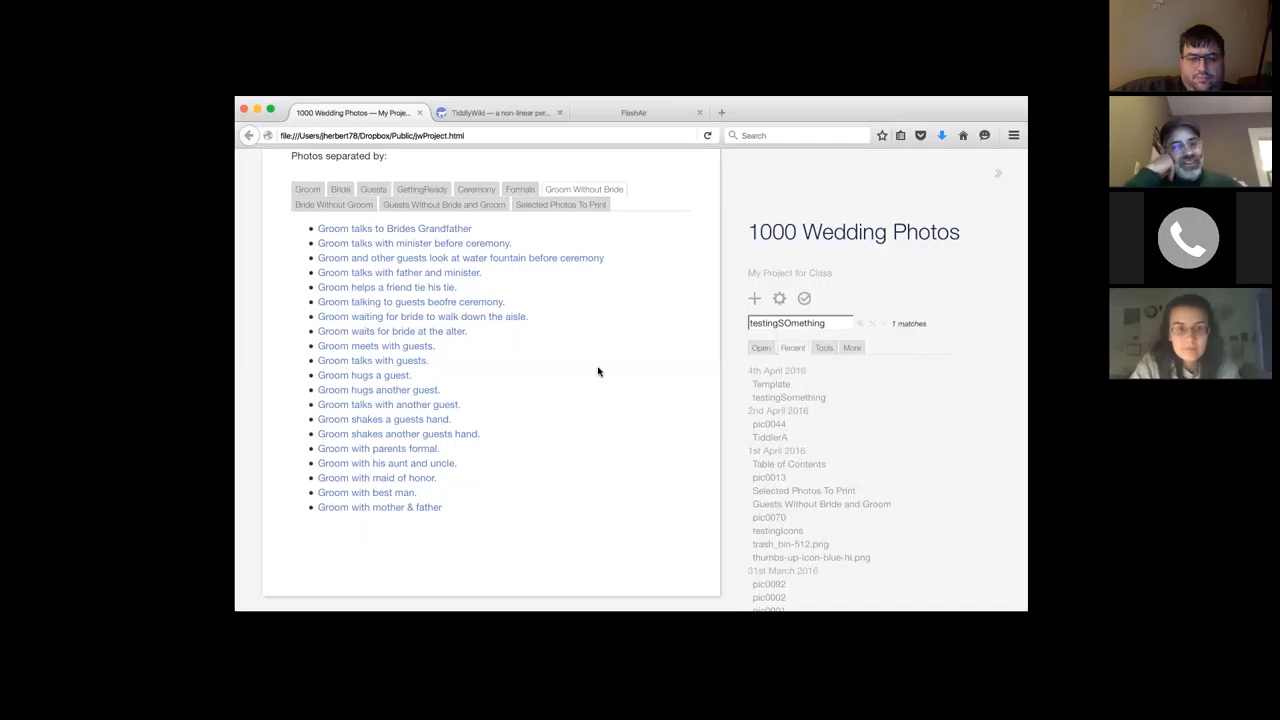 1000 Wedding Photos — My Proje...
TiddlyWiki — a non-linear per...
FlashAir
file:///Users/jherbert78/Dropbox/Public/jwProject.html
Search
Photos separated by:
Groom Bride Guests GettingReady Ceremony Formals Groom Without Bride
Bride Without Groom Guests Without Bride and Groom Selected Photos To Print
Groom talks to Brides Grandfather
Groom talks with minister before ceremony.
Groom and other guests look at water fountain before ceremony
Groom talks with father and minister.
Groom helps a friend tie his tie.
Groom talking to guests beofre ceremony.
Groom waiting for bride to walk down the aisle.
Groom waits for bride at the alter.
Groom meets with guests.
Groom talks with guests.
Groom hugs a guest.
Groom hugs another guest.
Groom talks with another guest.
Groom shakes a guests hand.
Groom shakes another guests hand.
Groom with parents formal.
Groom with his aunt and uncle.
Groom with maid of honor.
Groom with best man.
Groom with mother & father
1000 Wedding Photos
My Project for Class
testingSOmething
1 matches
Open Recent Tools More
4th April 2016
Template
testingSomething
2nd April 2016
pic0044
TiddlerA
1st April 2016
Table of Contents
pic0013
Selected Photos To Print
Guests Without Bride and Groom
pic0070
testingIcons
trash_bin-512.png
thumbs-up-icon-blue-hi.png
31st March 2016
pic0092
pic0002